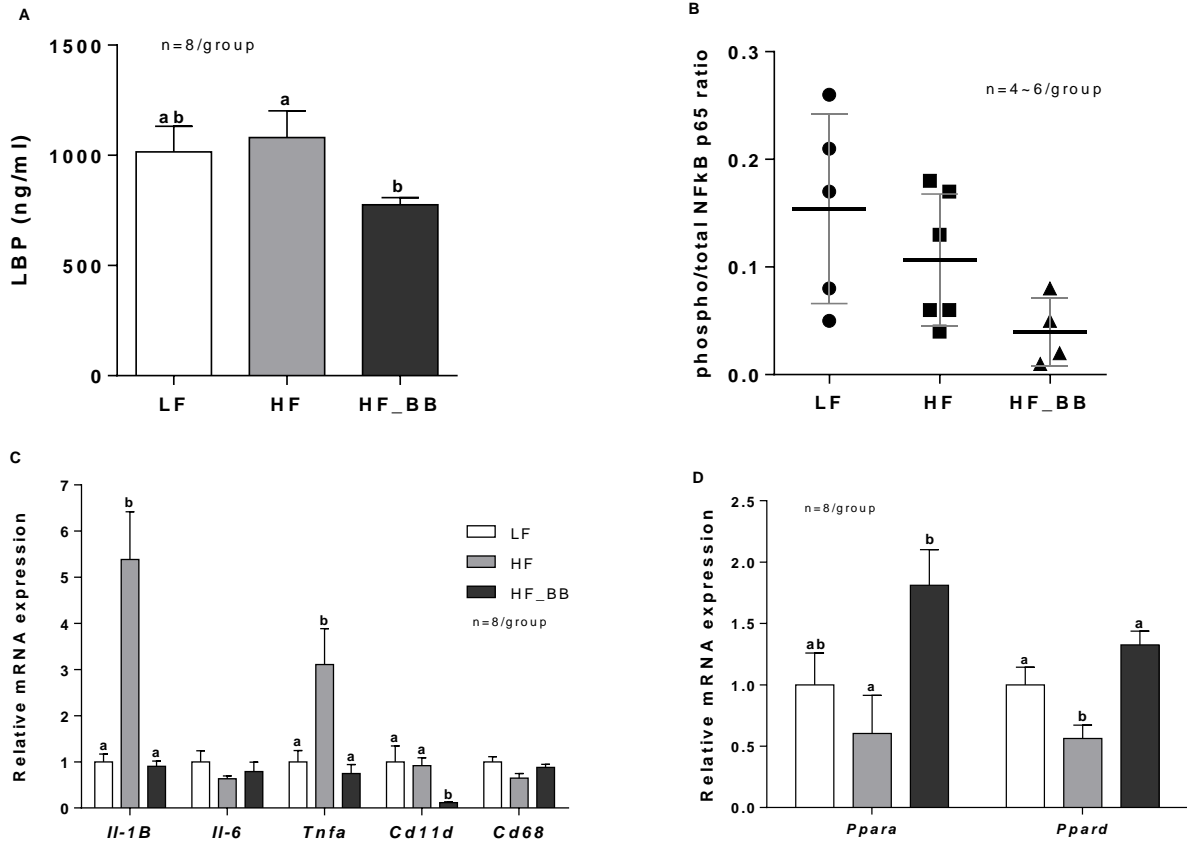 A
n=8/group
1500
1000
500
0
LBP (ng/ml)
ab
a
b
LF HF HF_BB
B
n=4~6/group
0.3
0.2
0.1
0.0
phospho/total NFkB p65 ratio
LF HF HF_BB
C
7
6
5
4
3
2
1
0
Relative mRNA expression
a b a
a b a
a a b
LF
HF
HF_BB
n=8/group
Il-1B Il-6 Tnfa Cd11d Cd68
D
n=8/group
2.5
2.0
1.5
1.0
0.5
0.0
Relative mRNA expression
ab a b
a b a
Ppara Ppard